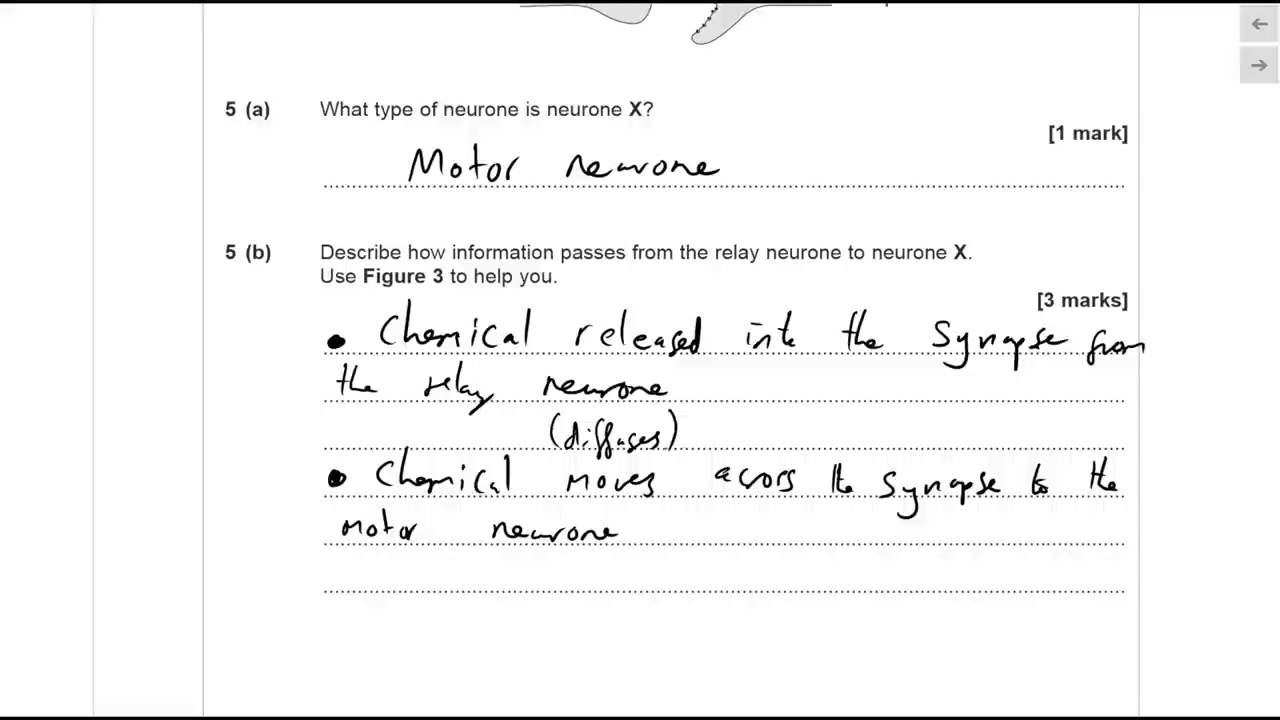 5 (a) What type of neurone is neurone X?
[1 mark]
Motor neurone
5 (b) Describe how information passes from the relay neurone to neurone X.
Use Figure 3 to help you.
[3 marks]
• Chemical released into the synapse from
the relay neurone
(diffuses)
• Chemical moves across the synapse to the
motor neurone